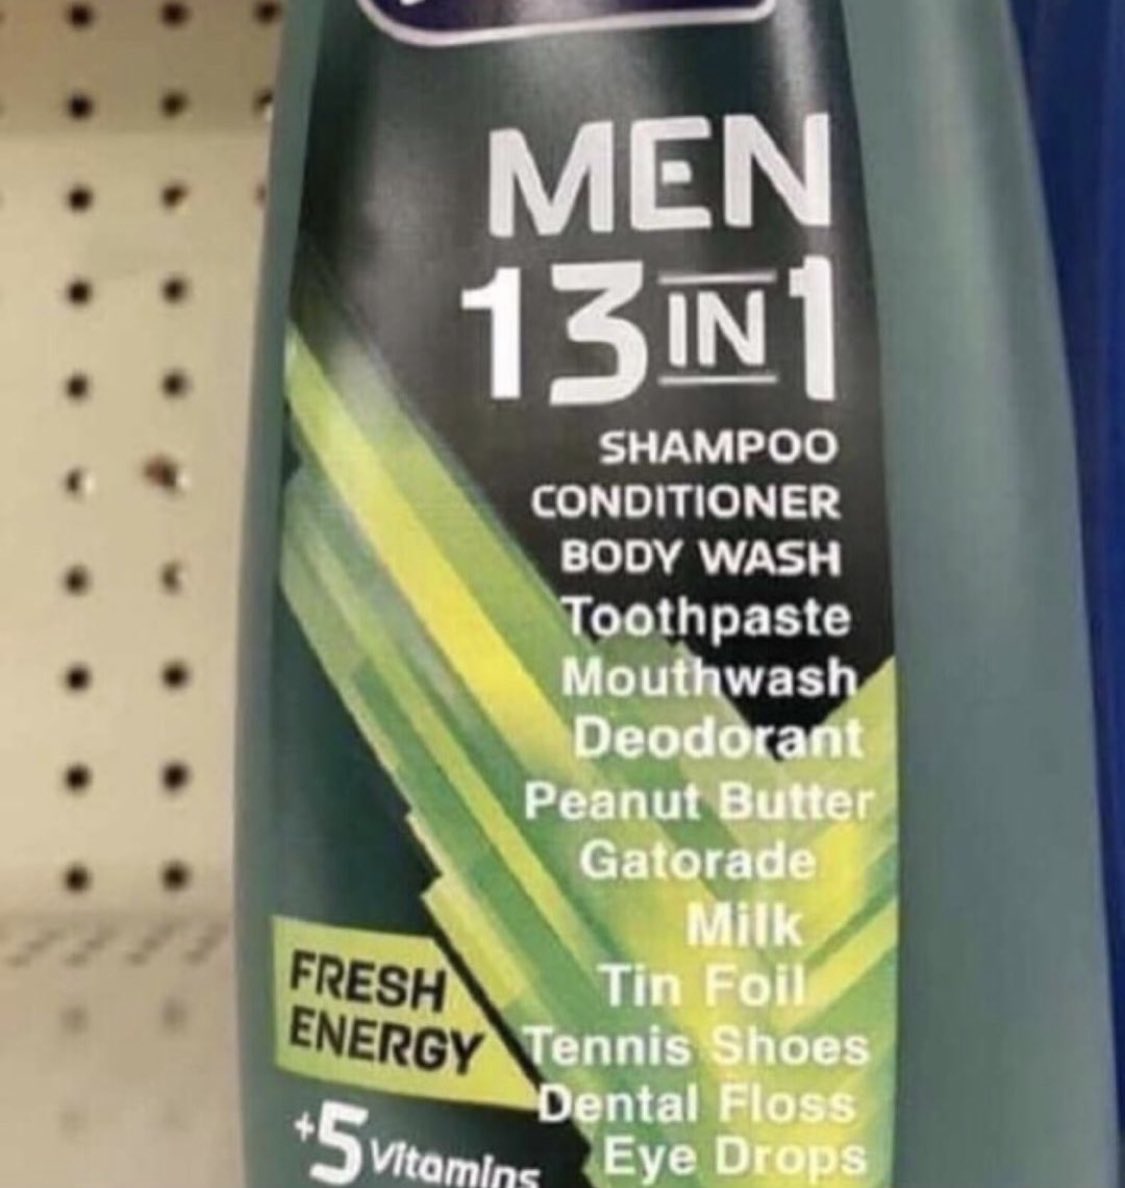 MEN
13 IN 1
SHAMPOO
CONDITIONER
BODY WASH
Toothpaste
Mouthwash
Deodorant
Peanut Butter
Gatorade
Milk
Tin Foil
Tennis Shoes
Dental Floss
Eye Drops
FRESH
ENERGY
+5 Vitamins